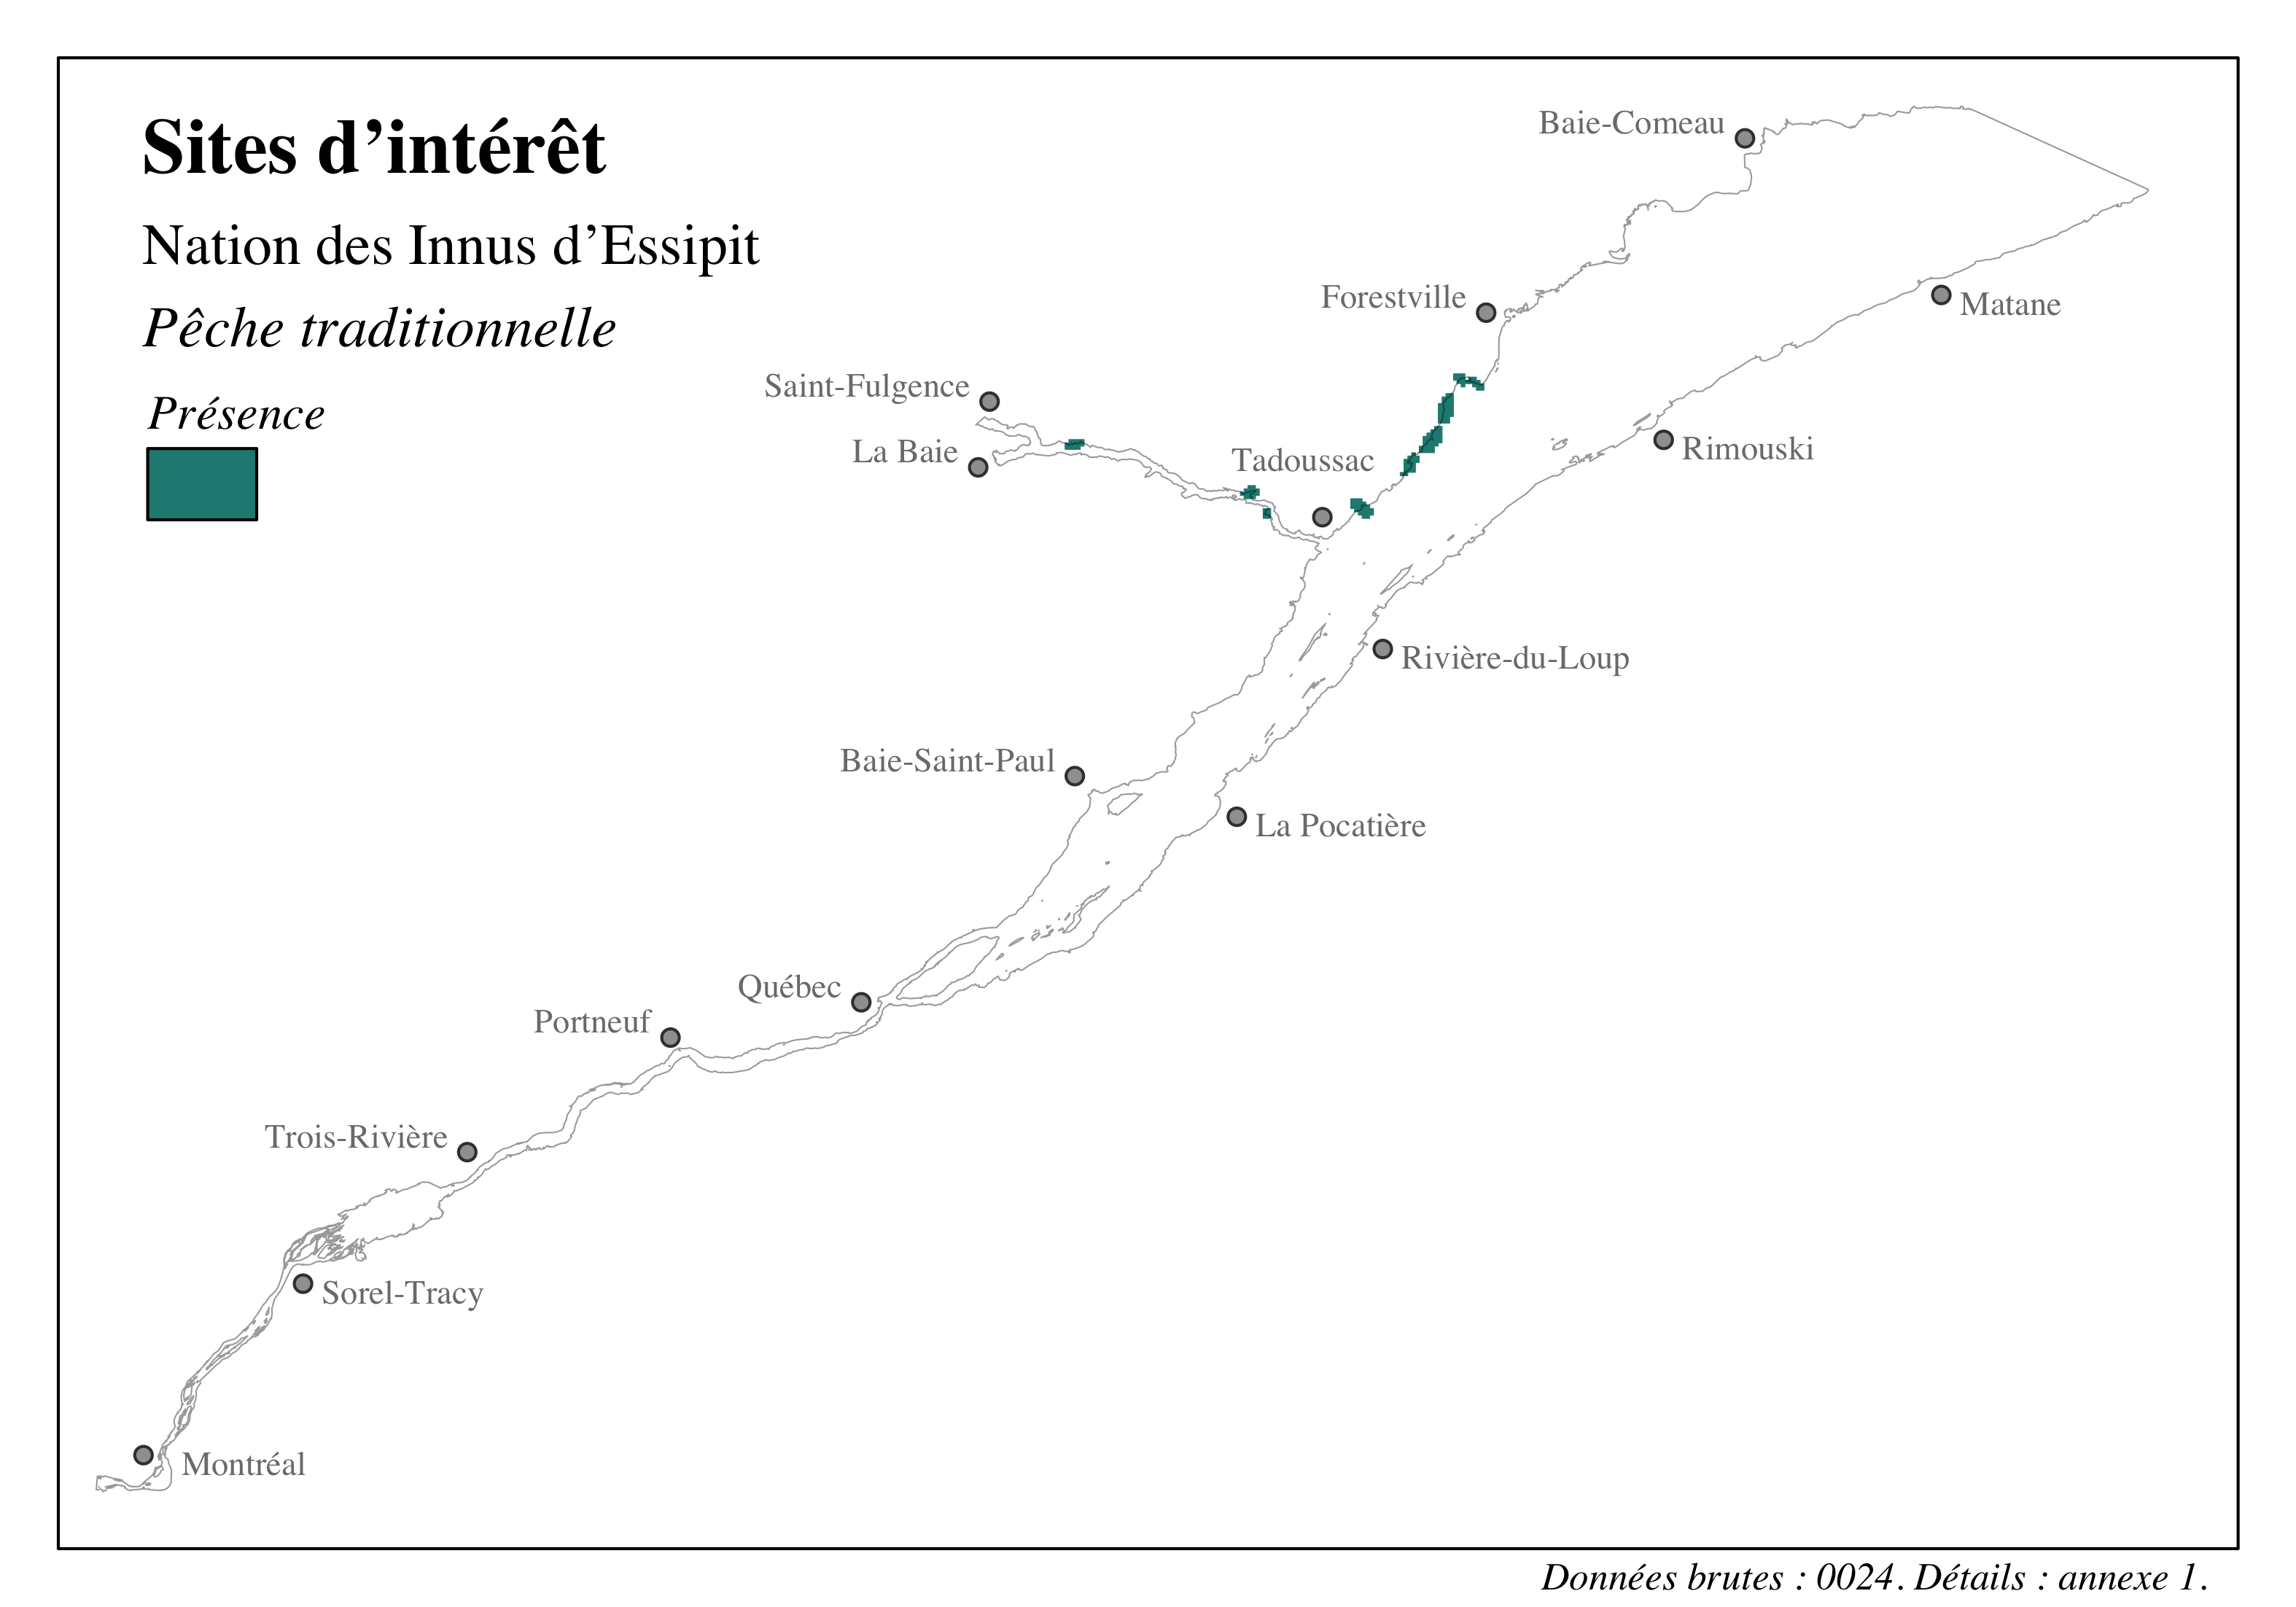 Sites d’intérêt
Nation des Innus d’Essipit
Pêche traditionnelle
Présence
Baie-Comeau
Forestville
Matane
Saint-Fulgence
La Baie
Tadoussac
Rimouski
Rivière-du-Loup
Baie-Saint-Paul
La Pocatière
Québec
Portneuf
Trois-Rivière
Sorel-Tracy
Montréal
Données brutes : 0024. Détails : annexe 1.